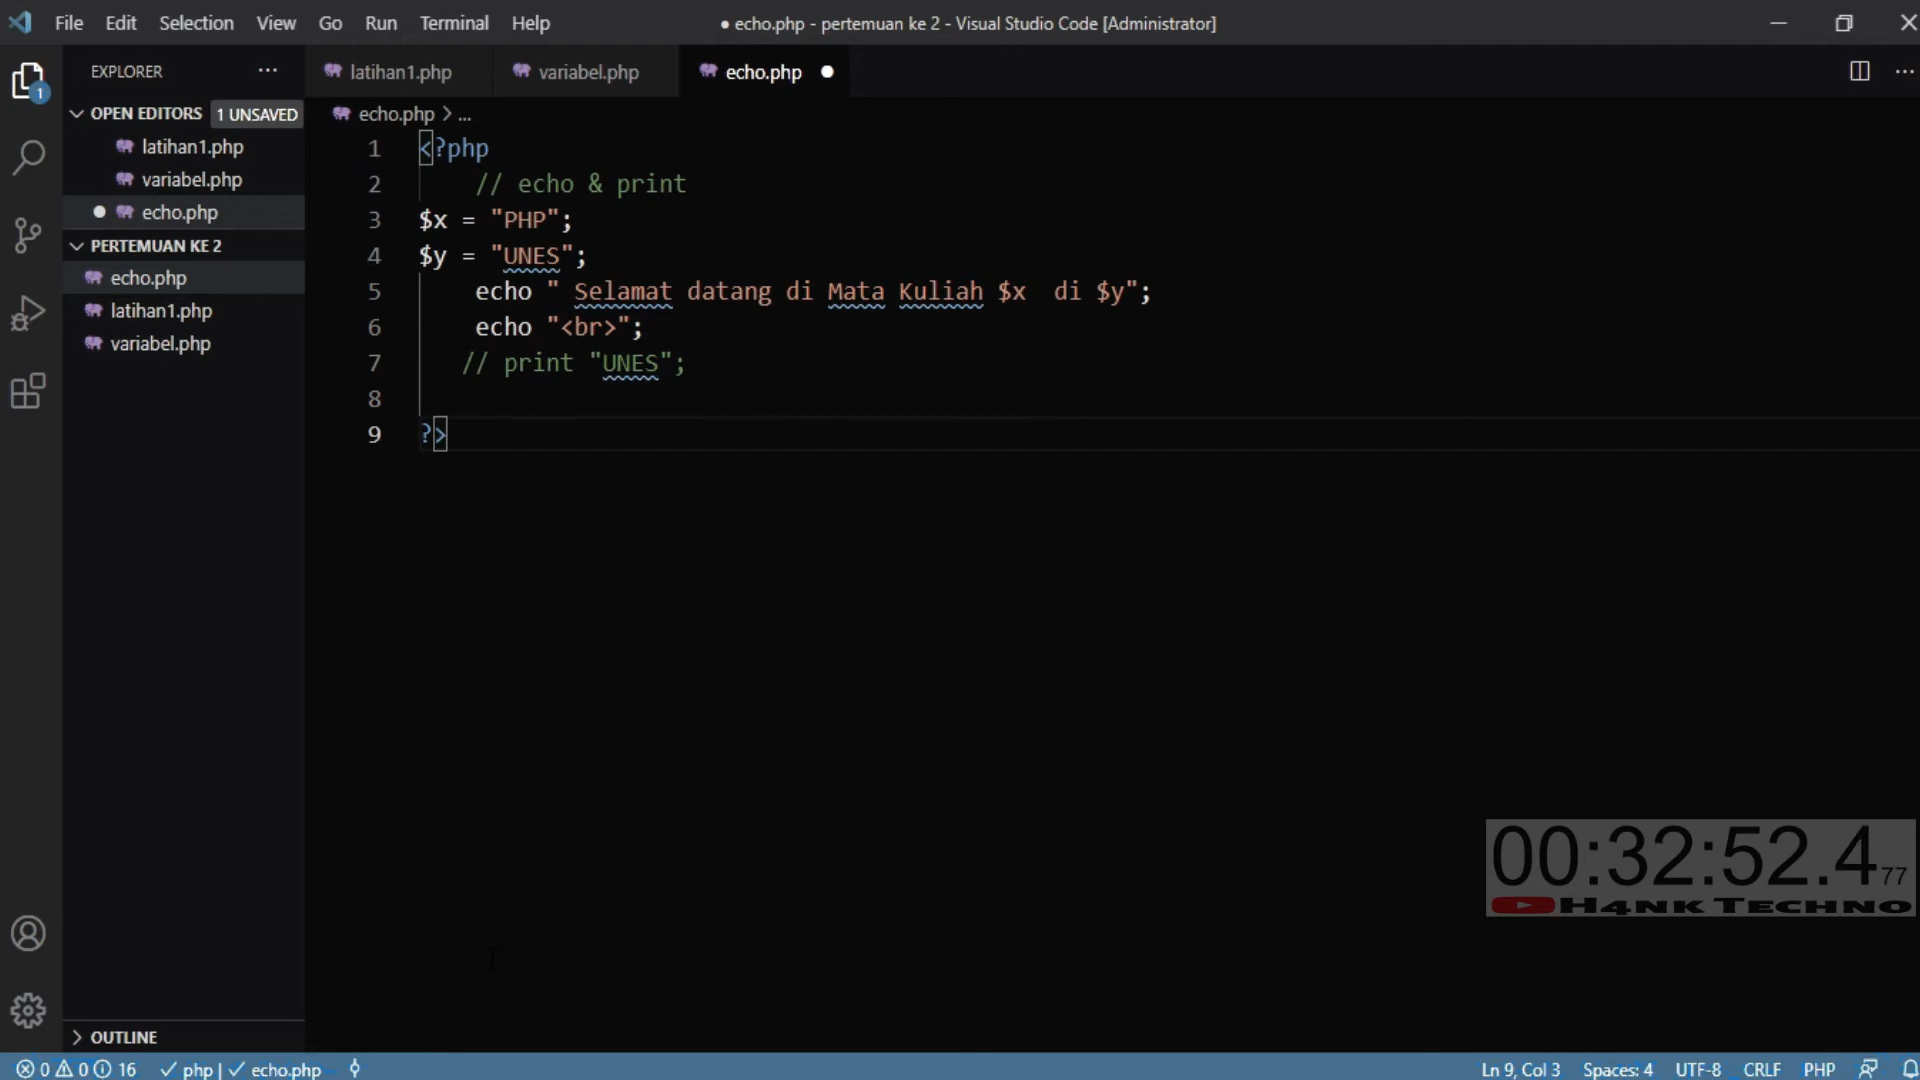 File Edit Selection View Go Run Terminal Help
● echo.php - pertemuan ke 2 - Visual Studio Code [Administrator]
EXPLORER ...
latihan1.php variabel.php echo.php ●
OPEN EDITORS 1 UNSAVED
latihan1.php
variabel.php
● echo.php
PERTEMUAN KE 2
echo.php
latihan1.php
variabel.php
OUTLINE
1
echo.php > ...
1 <?php
2 // echo & print
3 $x = "PHP";
4 $y = "UNES";
5 echo " Selamat datang di Mata Kuliah $x  di $y";
6 echo "<br>";
7 // print "UNES";
8
9 ?>
00:32:52.477
H4NK TECHNO
0 0 16 php | echo.php
Ln 9, Col 3 Spaces: 4 UTF-8 CRLF PHP